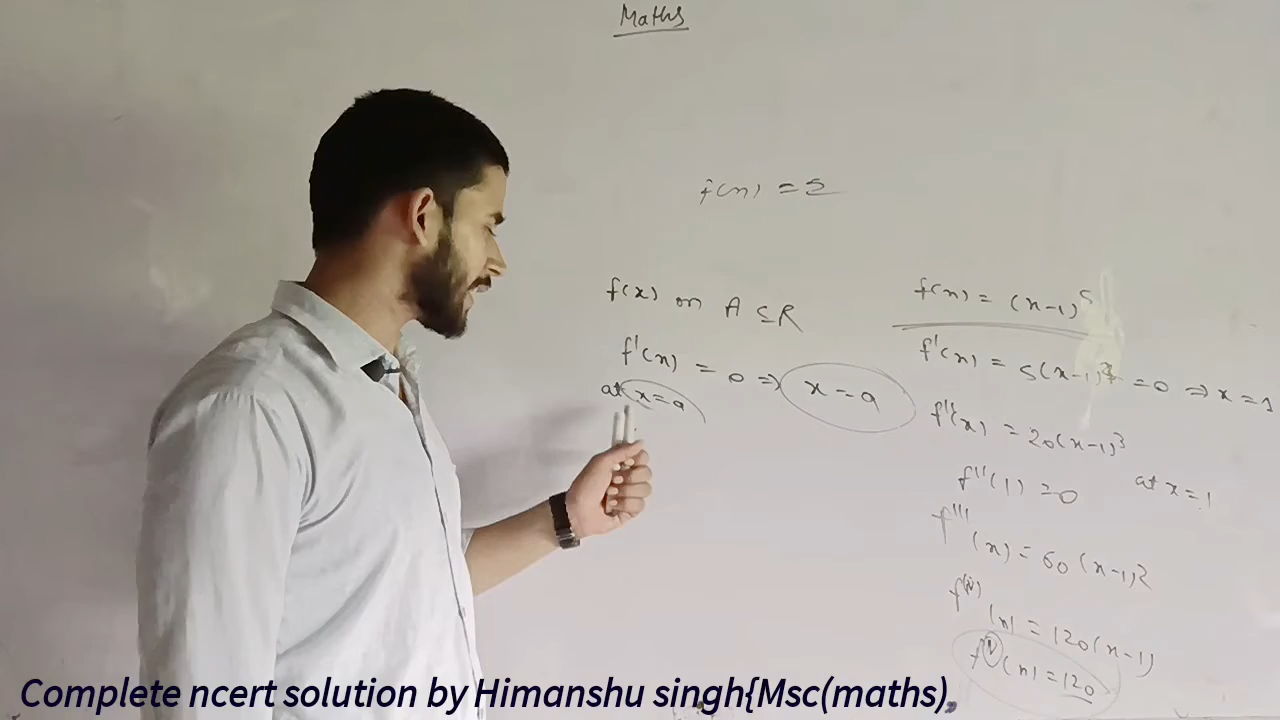 Maths
f(n) = 5
f(x) on A ⊆ R
f'(n) = 0 ⇒ x = a
at x = a
f(n) = (n-1)^5
f'(n) = 5(n-1)^4 = 0 ⇒ x = 1
f''(x) = 20(n-1)^3
f''(1) = 0 at x = 1
f'''(n) = 60(n-1)^2
f^(iv)(n) = 120(n-1)
f^(v)(n) = 120
Complete ncert solution by Himanshu singh{Msc(maths),